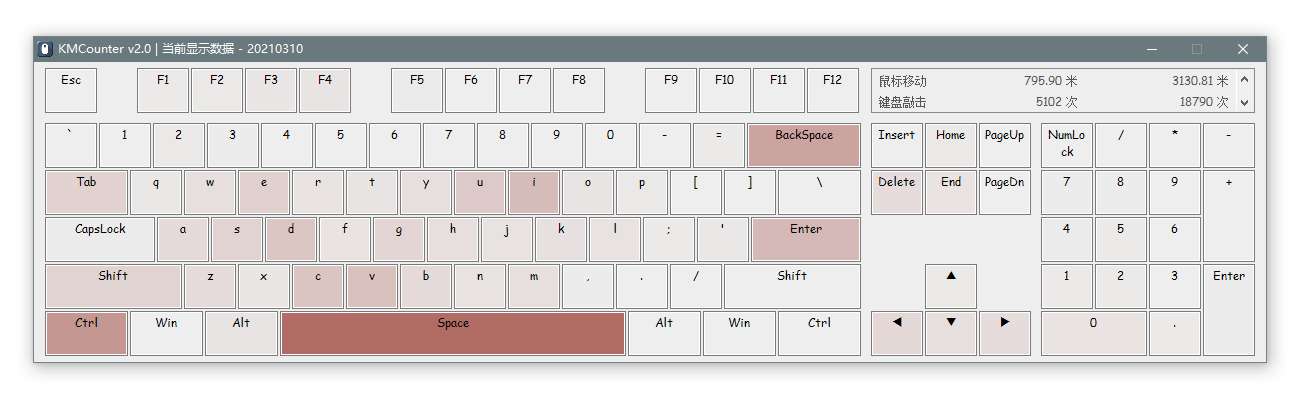 KMCounter v2.0 | 当前显示数据 - 20210310
Esc F1 F2 F3 F4 F5 F6 F7 F8 F9 F10 F11 F12
鼠标移动 795.90 米 3130.81 米
键盘敲击 5102 次 18790 次
` 1 2 3 4 5 6 7 8 9 0 - = BackSpace Insert Home PageUp NumLo / * -
ck
Tab q w e r t y u i o p [ ] \ Delete End PageDn 7 8 9 +
CapsLock a s d f g h j k l ; ' Enter 4 5 6
Shift z x c v b n m , . / Shift ▲ 1 2 3 Enter
Ctrl Win Alt Space Alt Win Ctrl ◀ ▼ ▶ 0 .